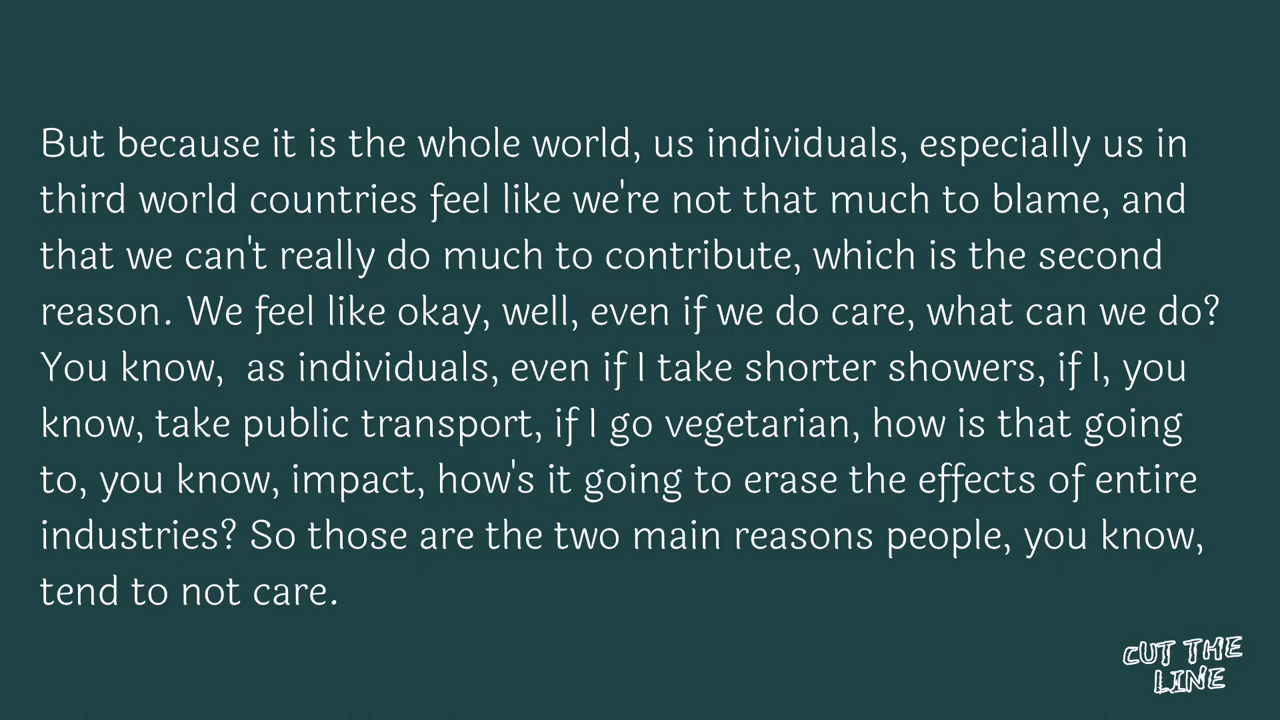 But because it is the whole world, us individuals, especially us in
third world countries feel like we're not that much to blame, and
that we can't really do much to contribute, which is the second
reason. We feel like okay, well, even if we do care, what can we do?
You know,  as individuals, even if I take shorter showers, if I, you
know, take public transport, if I go vegetarian, how is that going
to, you know, impact, how's it going to erase the effects of entire
industries? So those are the two main reasons people, you know,
tend to not care.
CUT THE
LINE